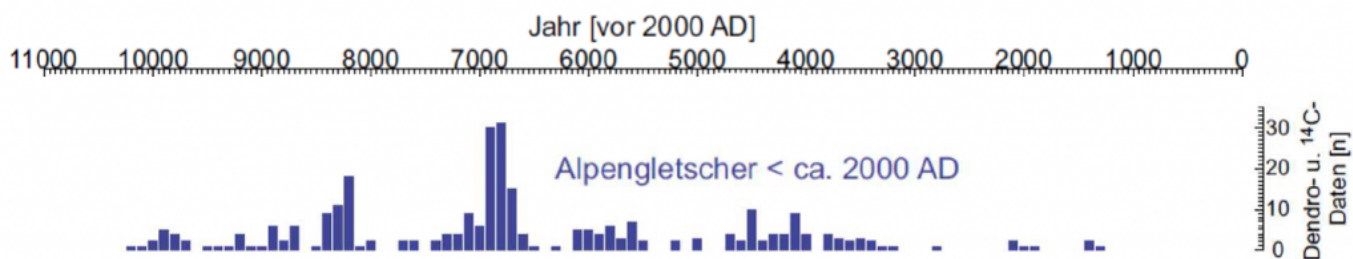 Jahr [vor 2000 AD]
11000 10000 9000 8000 7000 6000 5000 4000 3000 2000 1000 0
Alpengletscher < ca. 2000 AD
30
20
10
0
Dendro- u. ¹⁴C-
Daten [n]